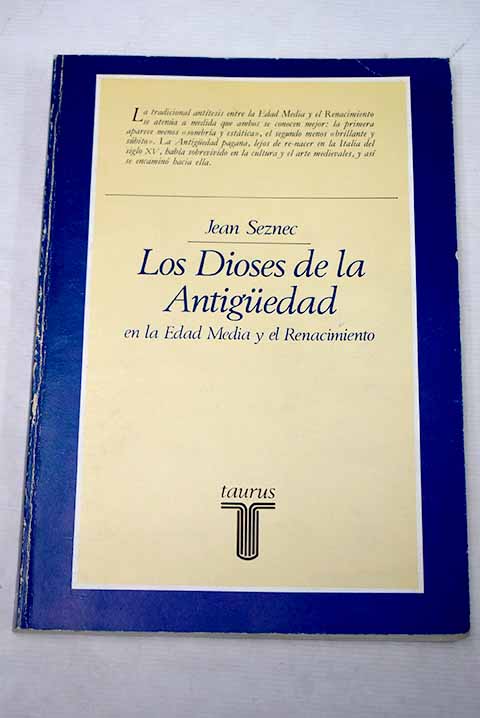 La tradicional antítesis entre la Edad Media y el Renacimiento
se atenúa a medida que ambos se conocen mejor: la primera
aparece menos «sombría y estática», el segundo menos «brillante y
súbito». La Antigüedad pagana, lejos de re-nacer en la Italia del
siglo XV, había sobrevivido en la cultura y el arte medievales, y así
se encaminó hacia ella.
Jean Seznec
Los Dioses de la
Antigüedad
en la Edad Media y el Renacimiento
taurus